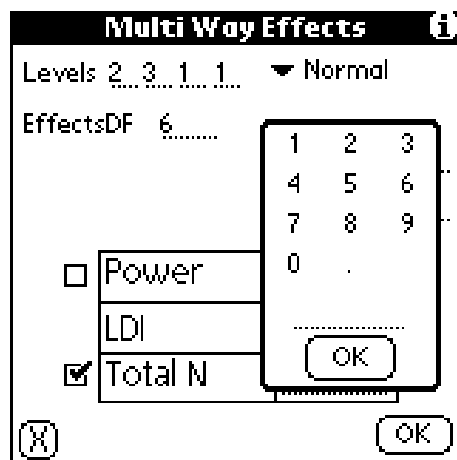 Multi Way Effects i
Levels 2 3 1 1 Normal
EffectsDF 6
1 2 3
4 5 6
7 8 9
0 .
Power
LDI
Total N
OK
X
OK